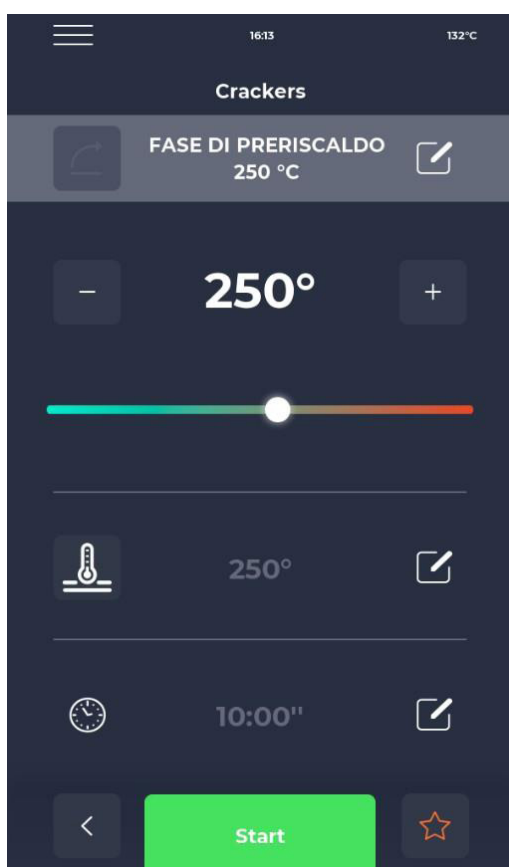 16:13
132°C
Crackers
FASE DI PRERISCALDO
250 °C
− 250° +
250°
10:00''
Start